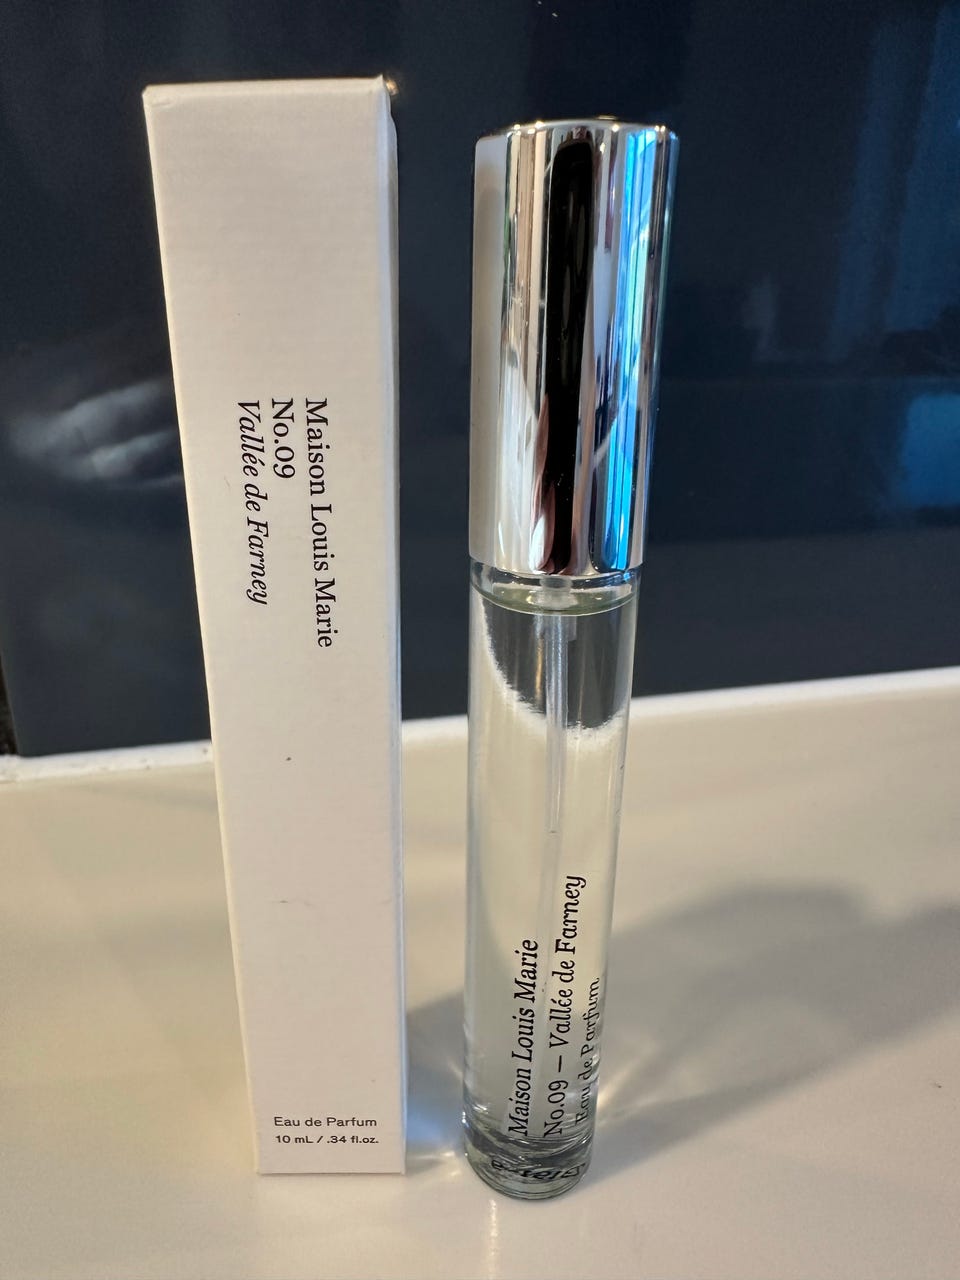 Maison Louis Marie
No.09
Vallée de Farney
Eau de Parfum
10 mL / .34 fl.oz.
Maison Louis Marie
No.09 — Vallée de Farney
Eau de Parfum